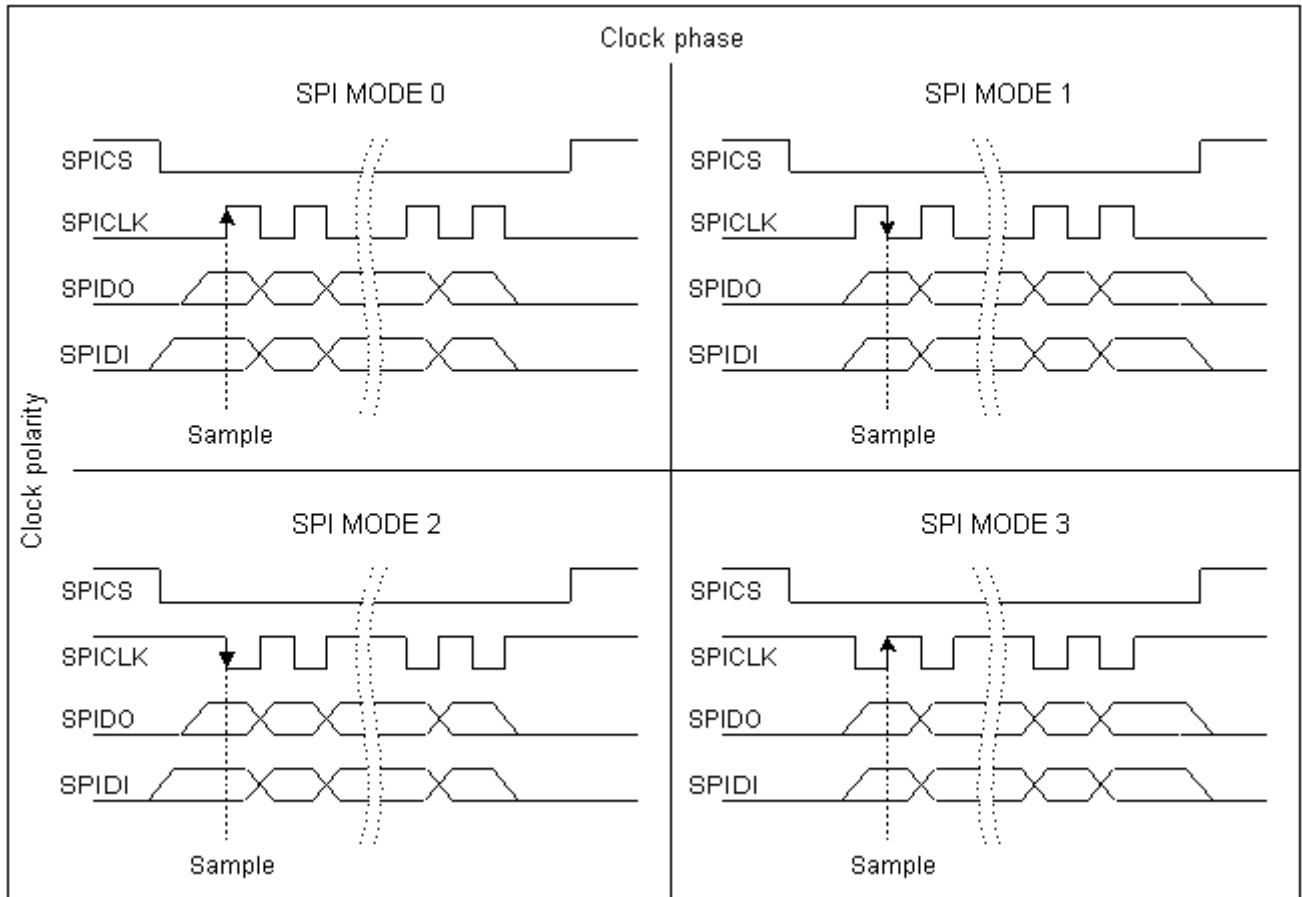 Clock phase
SPI MODE 0
SPICS
SPICLK
SPIDO
SPIDI
Sample
SPI MODE 1
SPICS
SPICLK
SPIDO
SPIDI
Sample
Clock polarity
SPI MODE 2
SPICS
SPICLK
SPIDO
SPIDI
Sample
SPI MODE 3
SPICS
SPICLK
SPIDO
SPIDI
Sample